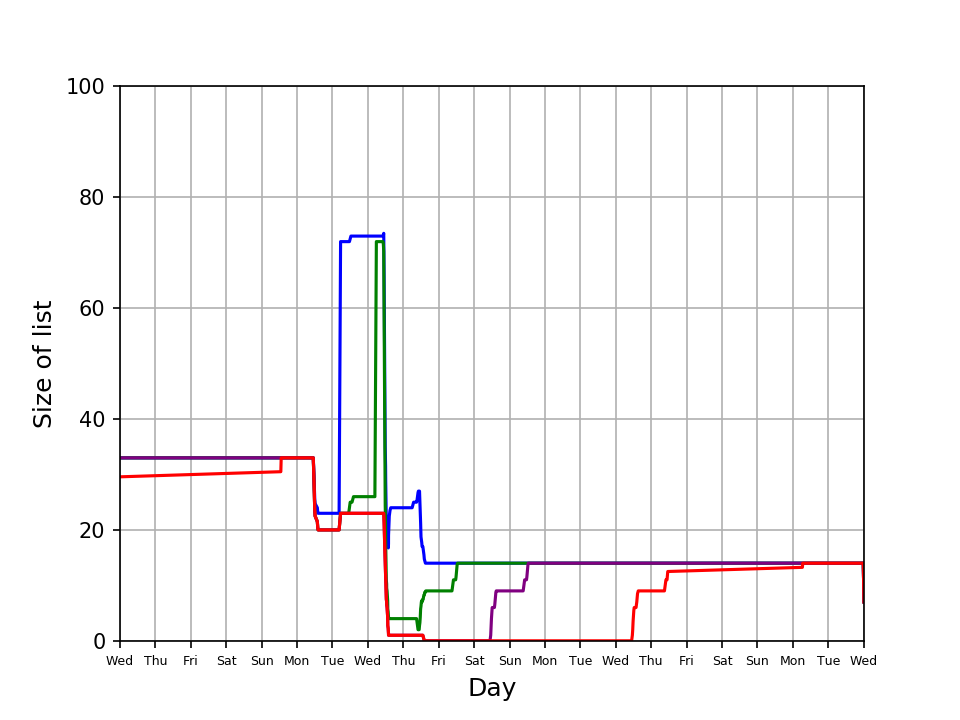 100
80
60
40
20
0
Size of list
Wed Thu Fri Sat Sun Mon Tue Wed Thu Fri Sat Sun Mon Tue Wed Thu Fri Sat Sun Mon Tue Wed
Day